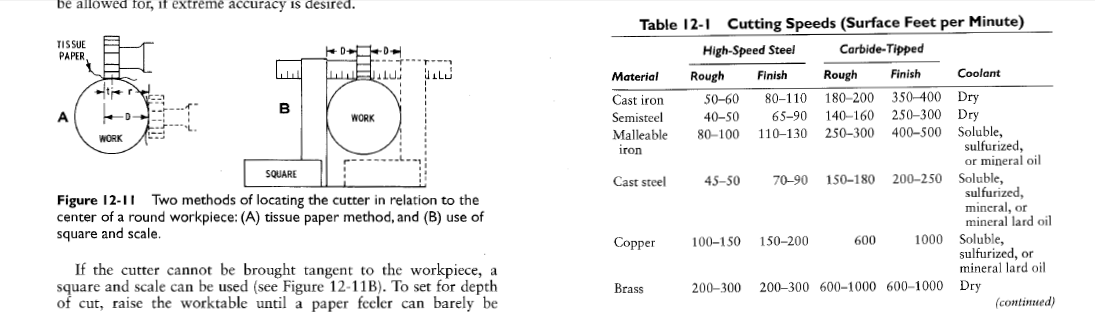 be allowed for, if extreme accuracy is desired.
TISSUE
PAPER
t
r
A
D
WORK
D
D
B
WORK
SQUARE
Figure 12-11 Two methods of locating the cutter in relation to the
center of a round workpiece: (A) tissue paper method, and (B) use of
square and scale.
If the cutter cannot be brought tangent to the workpiece, a
square and scale can be used (see Figure 12-11B). To set for depth
of cut, raise the worktable until a paper feeler can barely be
Table 12-1 Cutting Speeds (Surface Feet per Minute)
High-Speed Steel Carbide-Tipped
Material Rough Finish Rough Finish Coolant
Cast iron 50–60 80–110 180–200 350–400 Dry
Semisteel 40–50 65–90 140–160 250–300 Dry
Malleable 80–100 110–130 250–300 400–500 Soluble,
iron sulfurized,
or mineral oil
Cast steel 45–50 70–90 150–180 200–250 Soluble,
sulfurized,
mineral, or
mineral lard oil
Copper 100–150 150–200 600 1000 Soluble,
sulfurized, or
mineral lard oil
Brass 200–300 200–300 600–1000 600–1000 Dry
(continued)